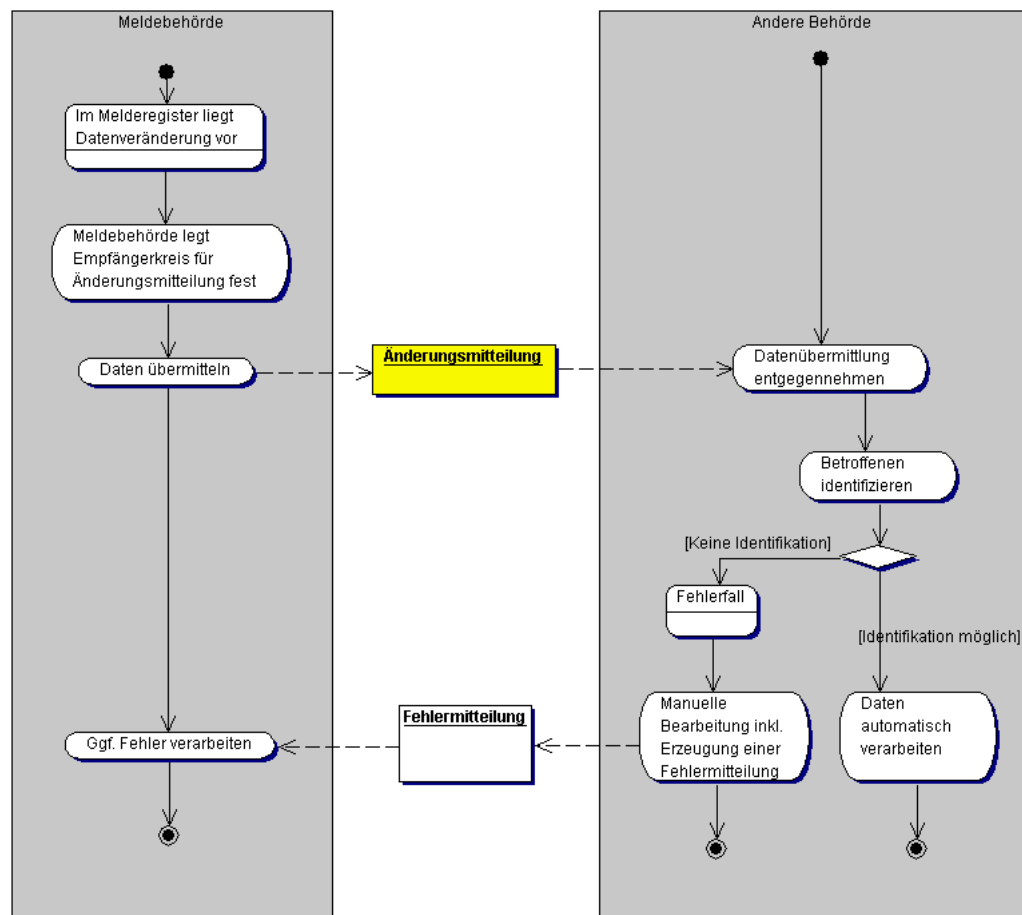 Meldebehörde
Im Melderegister liegt
Datenveränderung vor
Meldebehörde legt
Empfängerkreis für
Änderungsmitteilung fest
Daten übermitteln
Änderungsmitteilung
Ggf. Fehler verarbeiten
Fehlermitteilung
Andere Behörde
Datenübermittlung
entgegennehmen
Betroffenen
identifizieren
[Keine Identifikation]
Fehlerfall
[Identifikation möglich]
Manuelle
Bearbeitung inkl.
Erzeugung einer
Fehlermitteilung
Daten
automatisch
verarbeiten